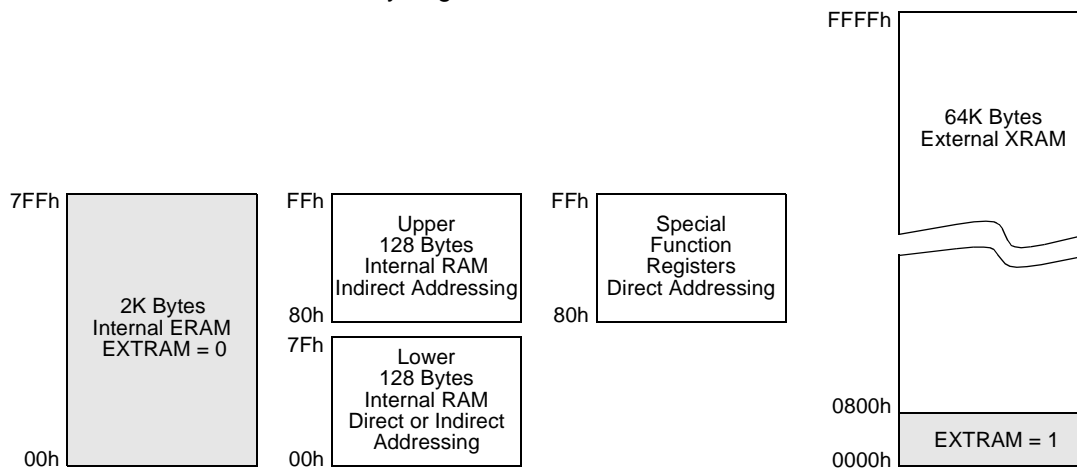 FFFFh
64K Bytes
External XRAM
7FFh
2K Bytes
Internal ERAM
EXTRAM = 0
00h
FFh
Upper
128 Bytes
Internal RAM
Indirect Addressing
80h
7Fh
Lower
128 Bytes
Internal RAM
Direct or Indirect
Addressing
00h
FFh
Special
Function
Registers
Direct Addressing
80h
0800h
EXTRAM = 1
0000h